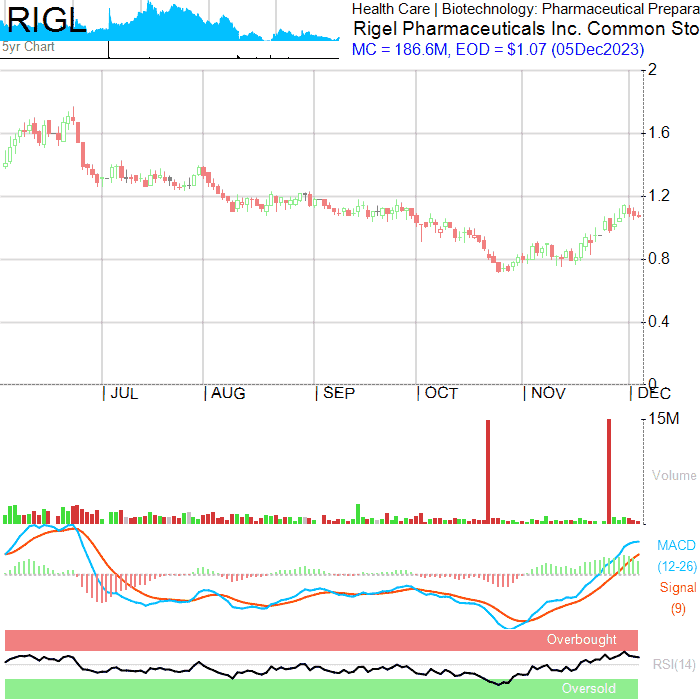 RIGL
5yr Chart
Health Care | Biotechnology: Pharmaceutical Prepara
Rigel Pharmaceuticals Inc. Common Sto
MC = 186.6M, EOD = $1.07 (05Dec2023)
2
1.6
1.2
0.8
0.4
0
| JUL | AUG | SEP | OCT | NOV | DEC
15M
Volume
MACD
(12-26)
Signal
(9)
Overbought
RSI(14)
Oversold